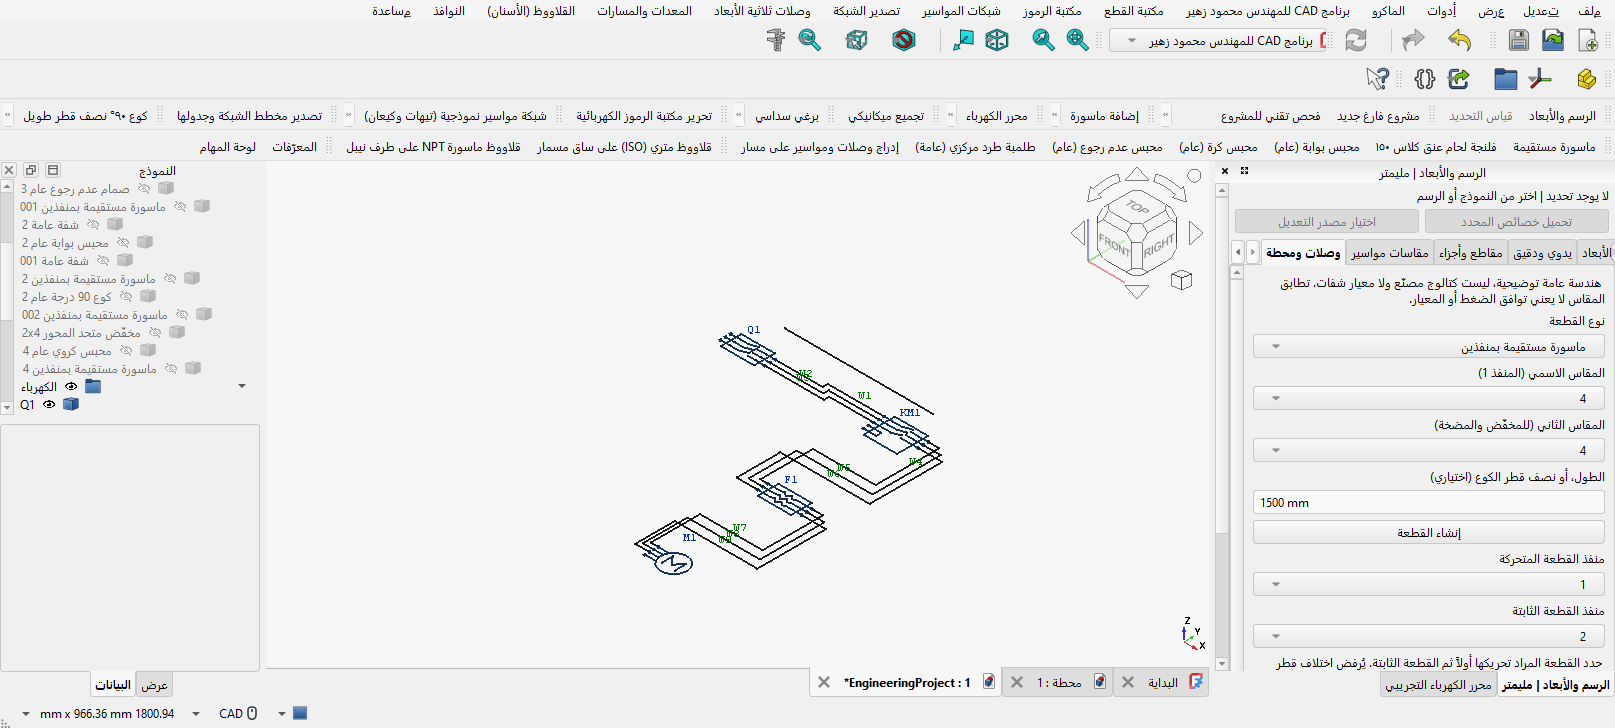 ملف تعديل عرض أدوات الماكرو برنامج CAD للمهندس محمود زهير مكتبة القطع مكتبة الرموز شبكات المواسير تصدير الشبكة وصلات ثلاثية الأبعاد المعدات والمسارات القلاووظ (الأسنان) النوافذ مساعدة
برنامج CAD للمهندس محمود زهير
الرسم والأبعاد قياس التحديد مشروع فارغ جديد فحص تقني للمشروع » إضافة ماسورة » محرر الكهرباء » تجميع ميكانيكي برغي سداسي » تحرير مكتبة الرموز الكهربائية شبكة مواسير نموذجية (تيهات وكيعان) » تصدير مخطط الشبكة وجدولها كوع ٩٠° نصف قطر طويل »
ماسورة مستقيمة فلنجة لحام عنق كلاس ١٥٠ محبس بوابة (عام) محبس كرة (عام) محبس عدم رجوع (عام) طلمبة طرد مركزي (عامة) إدراج وصلات ومواسير على مسار قلاووظ متري (ISO) على ساق مسمار قلاووظ ماسورة NPT على طرف نيبل المعرّفات لوحة المهام
الرسم والأبعاد | مليمتر
لا يوجد تحديد | اختر من النموذج أو الرسم
تحميل خصائص المحدد
اختيار مصدر التعديل
الأبعاد
يدوي ودقيق
مقاطع وأجزاء
مقاسات مواسير
وصلات ومحطة
هندسة عامة توضيحية، ليست كتالوج مصنّع ولا معيار شفات. تطابق
المقاس لا يعني توافق الضغط أو المعيار.
نوع القطعة
ماسورة مستقيمة بمنفذين
المقاس الاسمي (المنفذ 1)
4
المقاس الثاني (للمخفّض والمضخة)
4
الطول، أو نصف قطر الكوع (اختياري)
1500 mm
إنشاء القطعة
منفذ القطعة المتحركة
1
منفذ القطعة الثابتة
2
حدد القطعة المراد تحريكها أولاً ثم القطعة الثابتة. يُرفض اختلاف قطر
الرسم والأبعاد | مليمتر
محرر الكهرباء التجريبي
TOP
FRONT
RIGHT
Q1
W2
W1
KM1
W4
W5
W6
F1
W7
M1
M
Z
Y
X
النموذج
صمام عدم رجوع عام 3
ماسورة مستقيمة بمنفذين 001
شفة عامة 2
محبس بوابة عام 2
شفة عامة 001
ماسورة مستقيمة بمنفذين 2
كوع 90 درجة عام 2
ماسورة مستقيمة بمنفذين 002
مخفّض متحد المحور 2x4
محبس كروي عام 4
ماسورة مستقيمة بمنفذين 4
الكهرباء
Q1
عرض
البيانات
البداية
محطة : 1
EngineeringProject : 1*
CAD
1800.94 mm x 966.36 mm